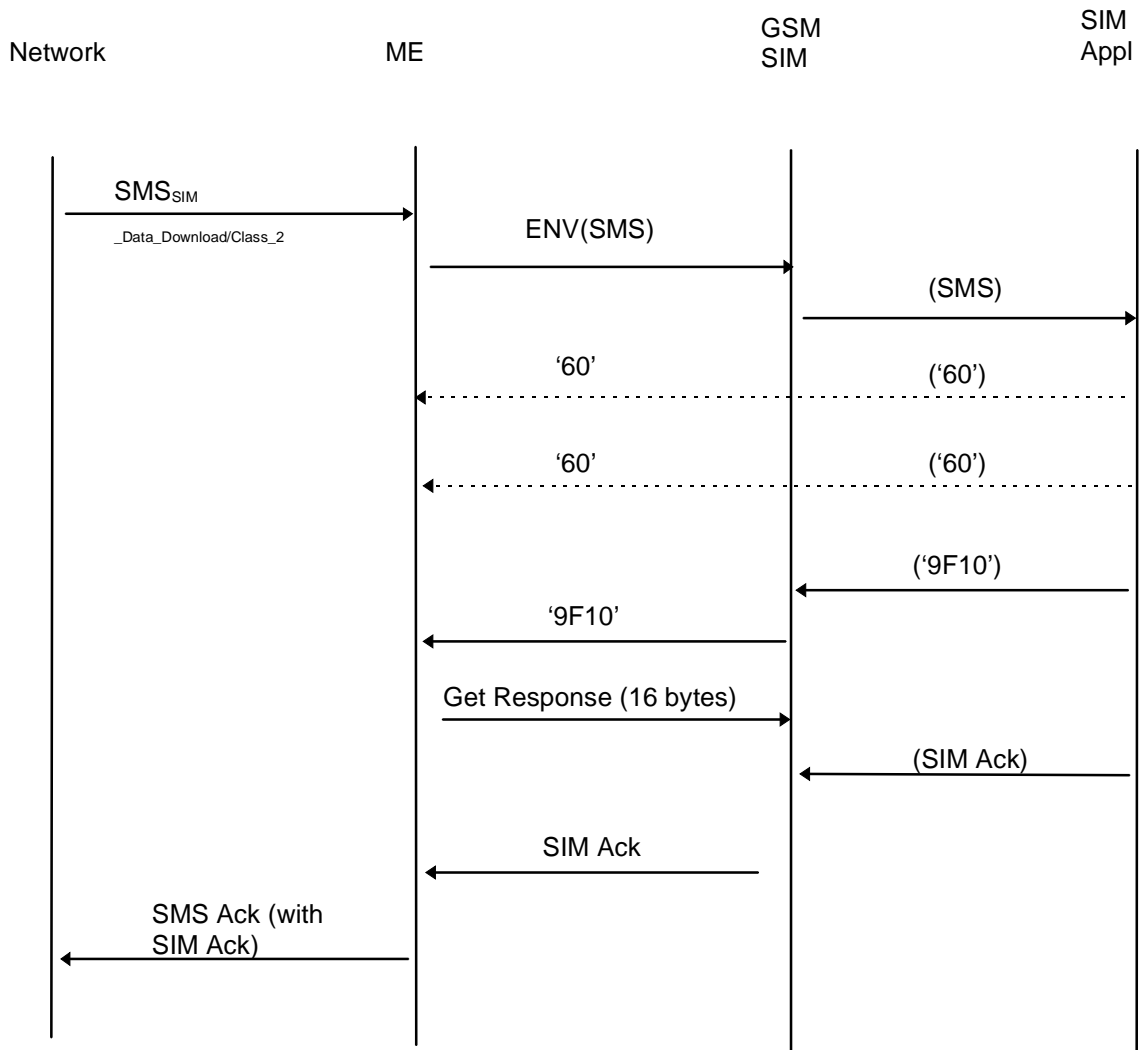 Network
ME
GSM
SIM
SIM
Appl
SMSSIM
_Data_Download/Class_2
ENV(SMS)
(SMS)
‘60’
(‘60’)
‘60’
(‘60’)
(‘9F10’)
‘9F10’
Get Response (16 bytes)
(SIM Ack)
SIM Ack
SMS Ack (with
SIM Ack)